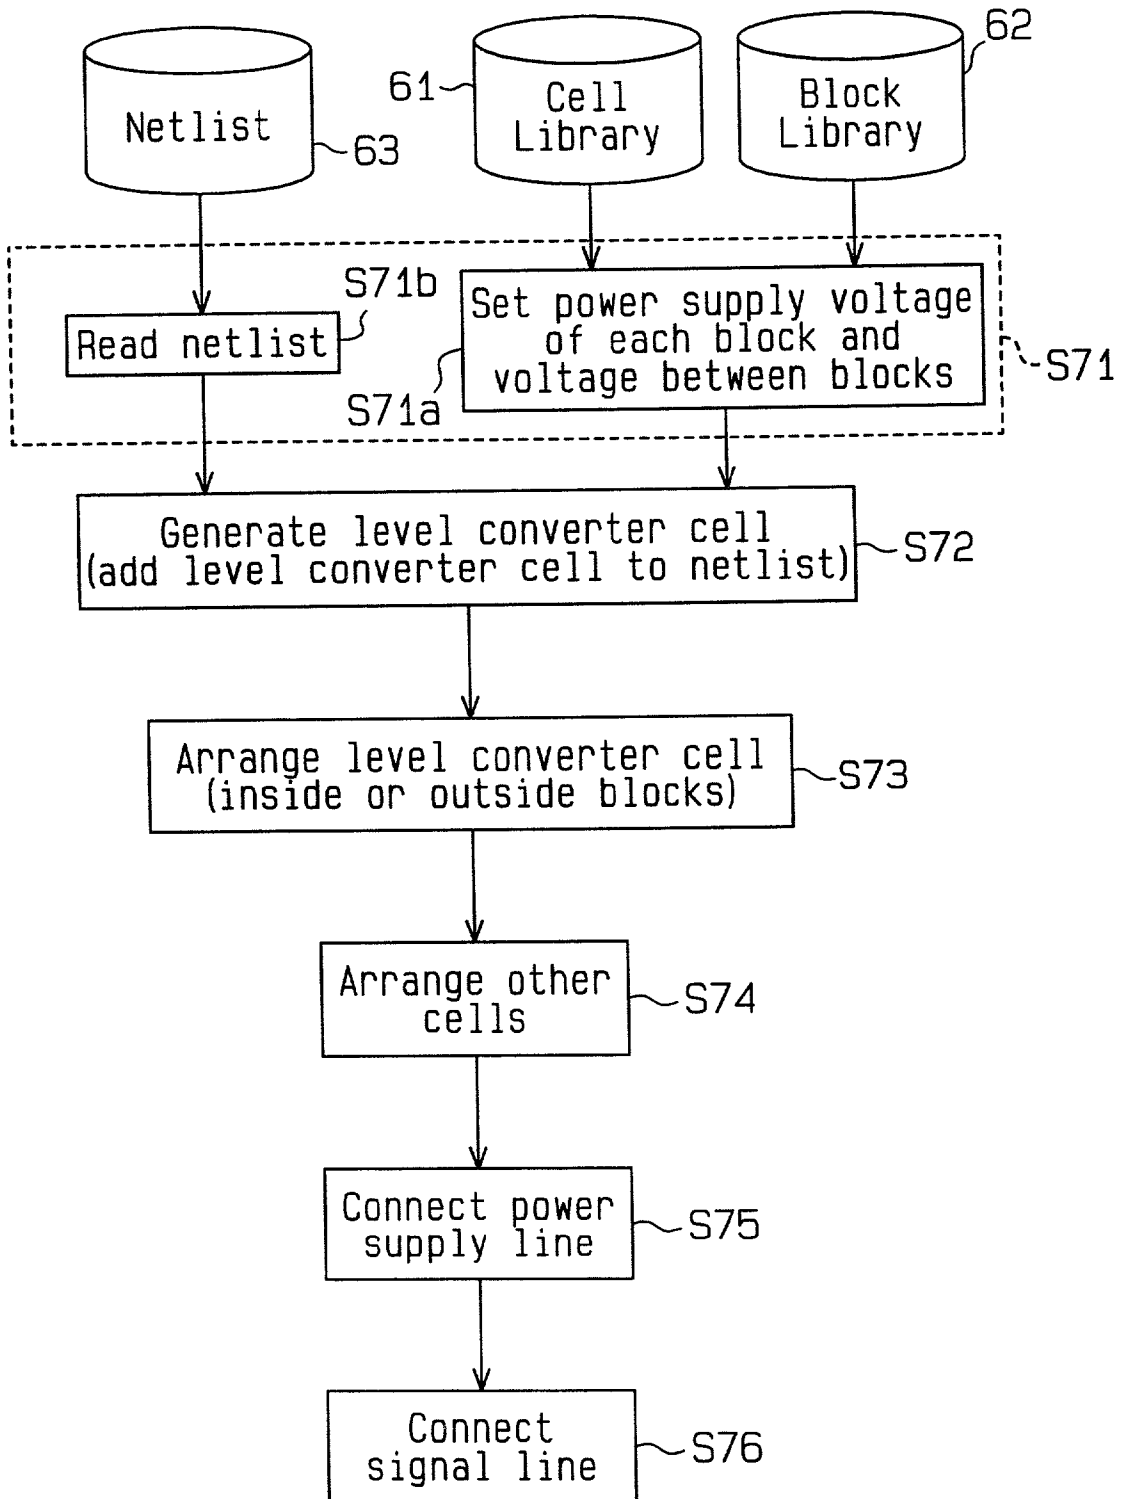 Netlist
63
61
Cell
Library
62
Block
Library
S71b
Read netlist
S71a
Set power supply voltage
of each block and
voltage between blocks
S71
Generate level converter cell
(add level converter cell to netlist)
S72
Arrange level converter cell
(inside or outside blocks)
S73
Arrange other
cells
S74
Connect power
supply line
S75
Connect
signal line
S76